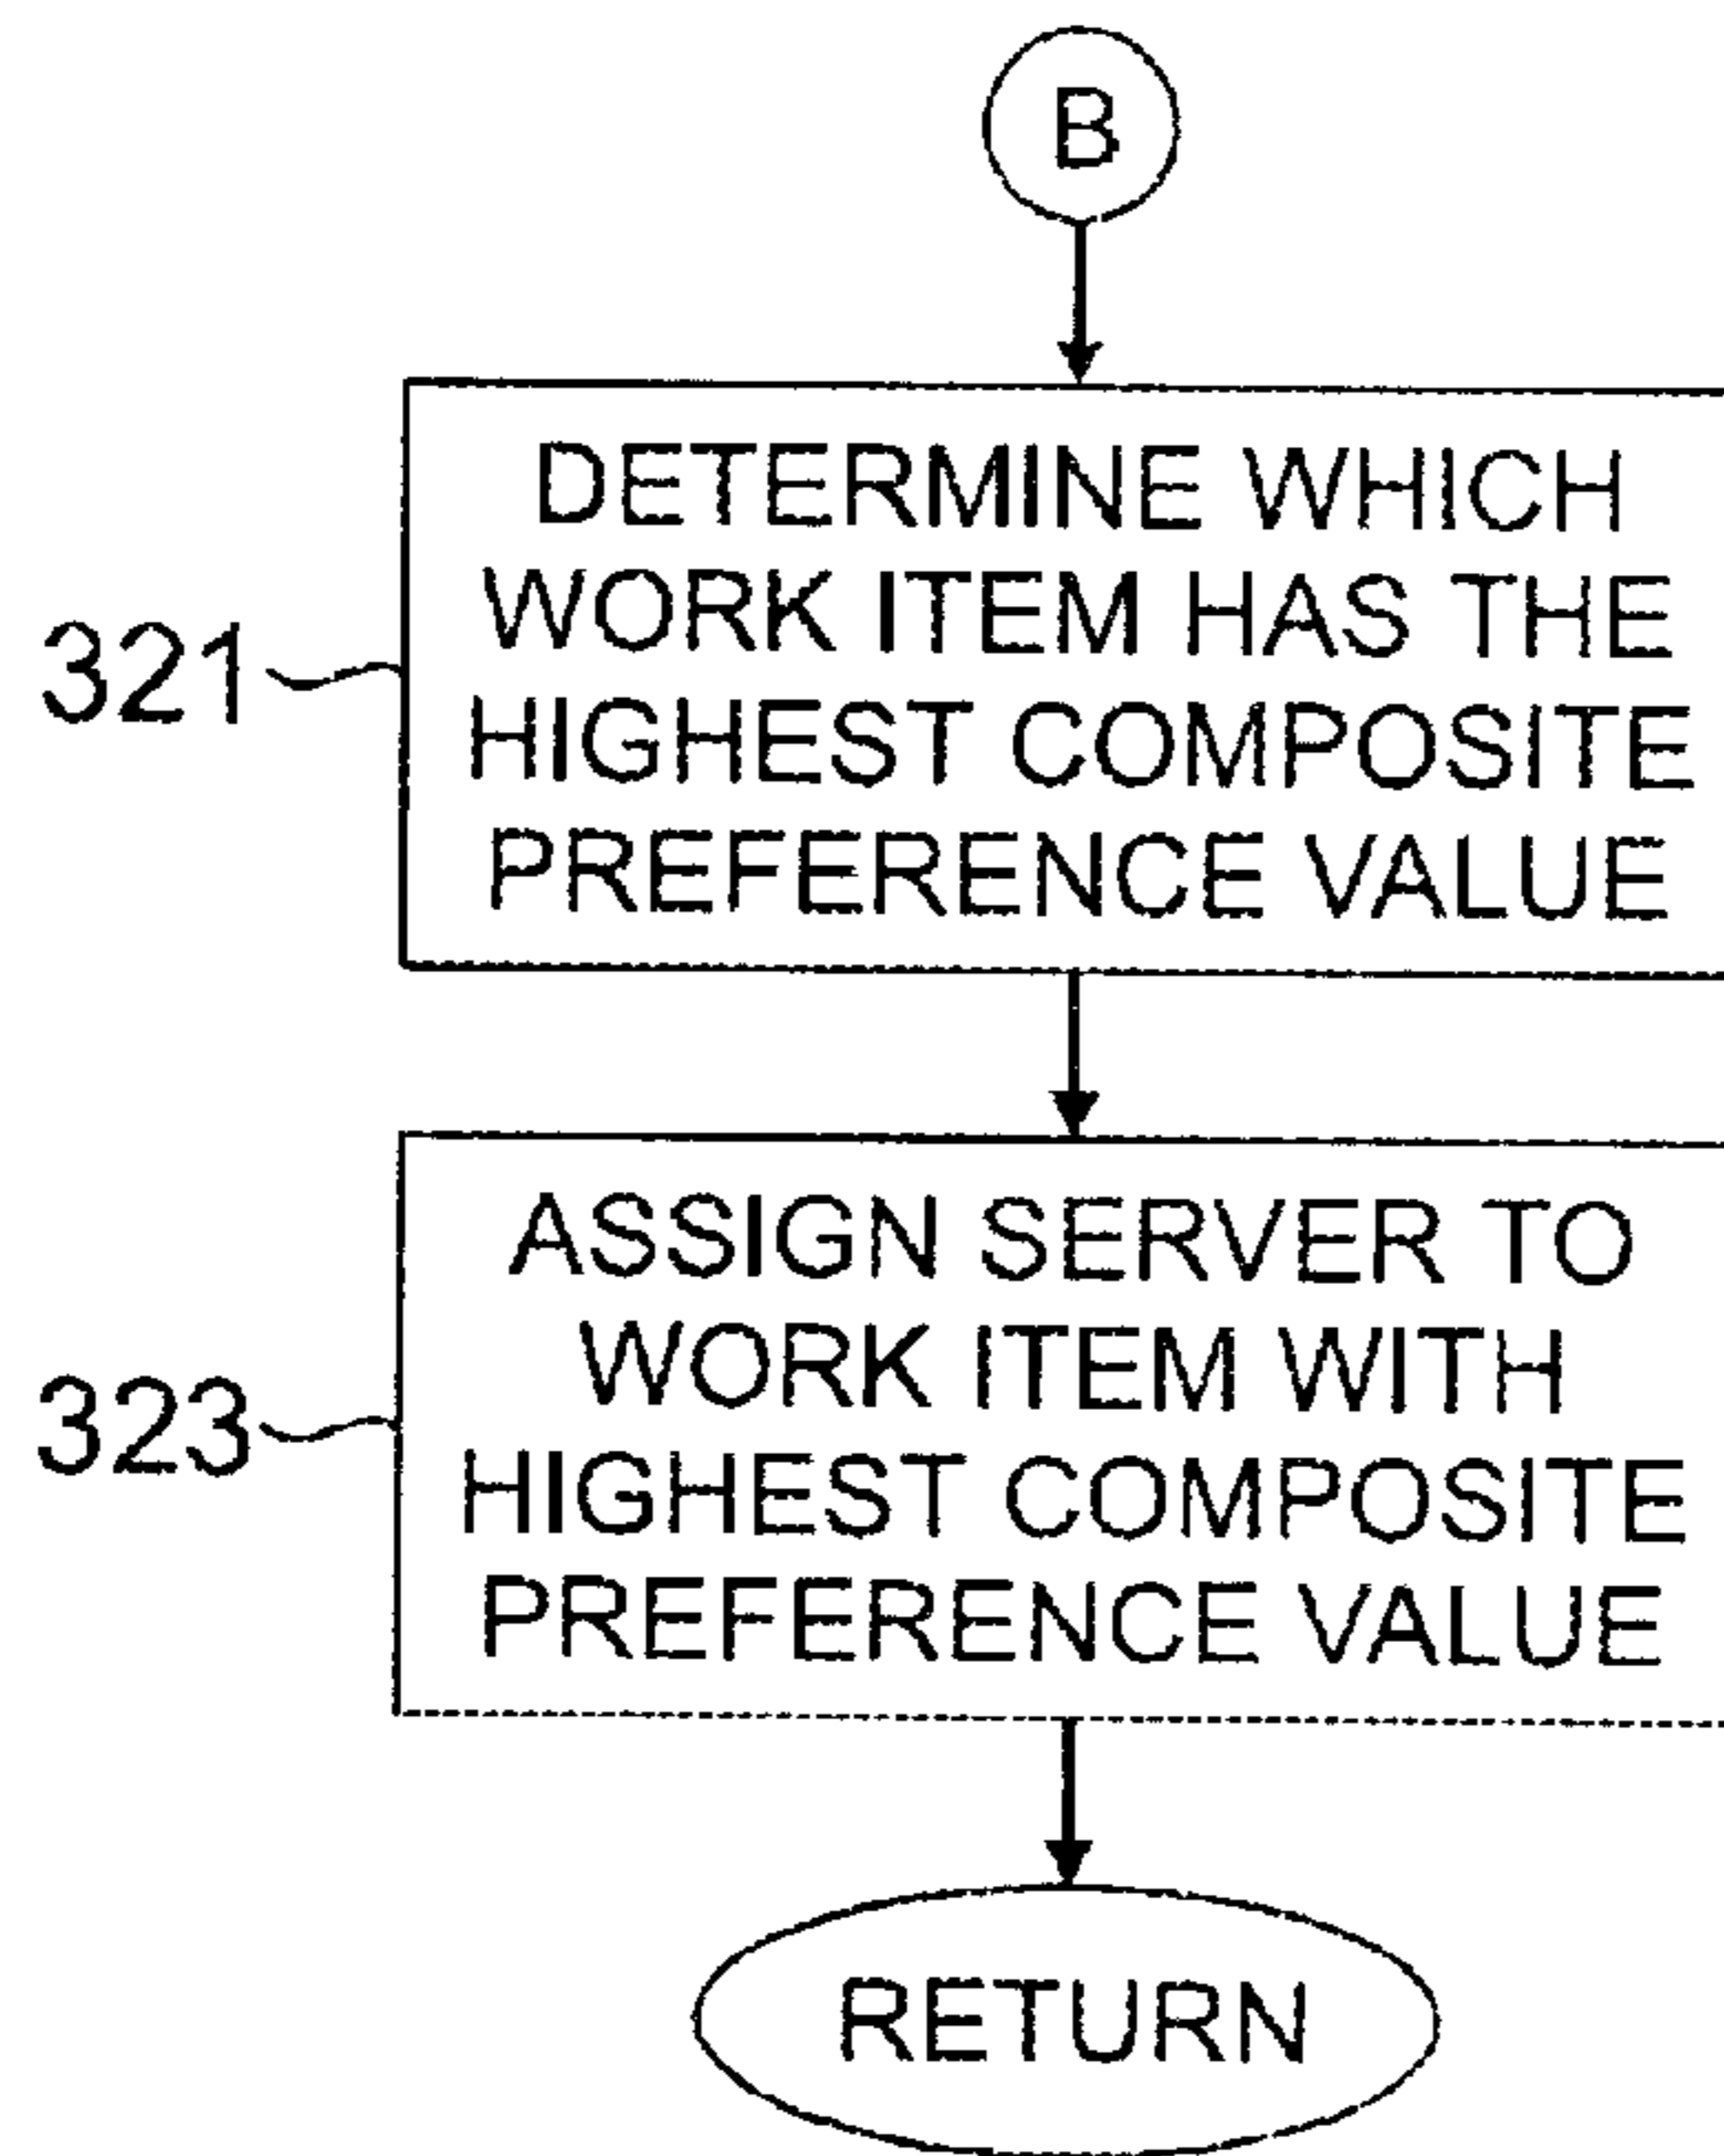 B
DETERMINE WHICH
WORK ITEM HAS THE
321
HIGHEST COMPOSITE
PREFERENCE VALUE
ASSIGN SERVER TO
WORK ITEM WITH
323
HIGHEST COMPOSITE
PREFERENCE VALUE
RETURN